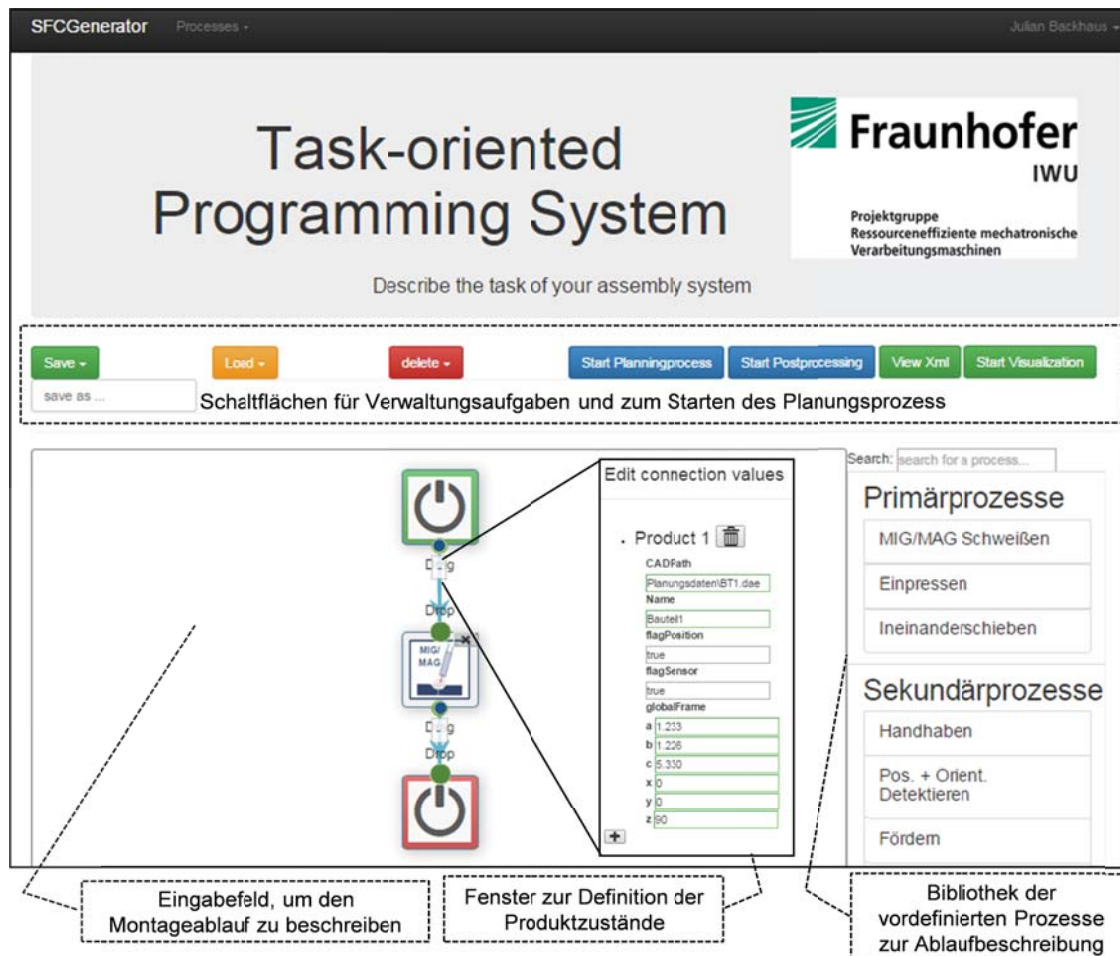 SFCGenerator
Processes
Julian Backhaus
Task-oriented
Programming System
Describe the task of your assembly system
Fraunhofer
IWU
Projektgruppe
Ressourceneffiziente mechatronische
Verarbeitungsmaschinen
Save
Load
delete
Start Planningprocess
Start Postprocessing
View Xml
Start Visualization
save as ...
Schaltflächen für Verwaltungsaufgaben und zum Starten des Planungsprozess
Drag
Drop
MIG/
MAG
Drag
Drop
Edit connection values
Product 1
CADPath
Planungsdaten\BT1.dae
Name
Bauteil1
flagPosition
true
flagSensor
true
globalFrame
a 1.233
b 1.226
c 5.330
x 0
y 0
z 90
Search: search for a process...
Primärprozesse
MIG/MAG Schweißen
Einpressen
Ineinanderschieben
Sekundärprozesse
Handhaben
Pos. + Orient.
Detektieren
Fördern
Eingabefeld, um den
Montageablauf zu beschreiben
Fenster zur Definition der
Produktzustände
Bibliothek der
vordefinierten Prozesse
zur Ablaufbeschreibung